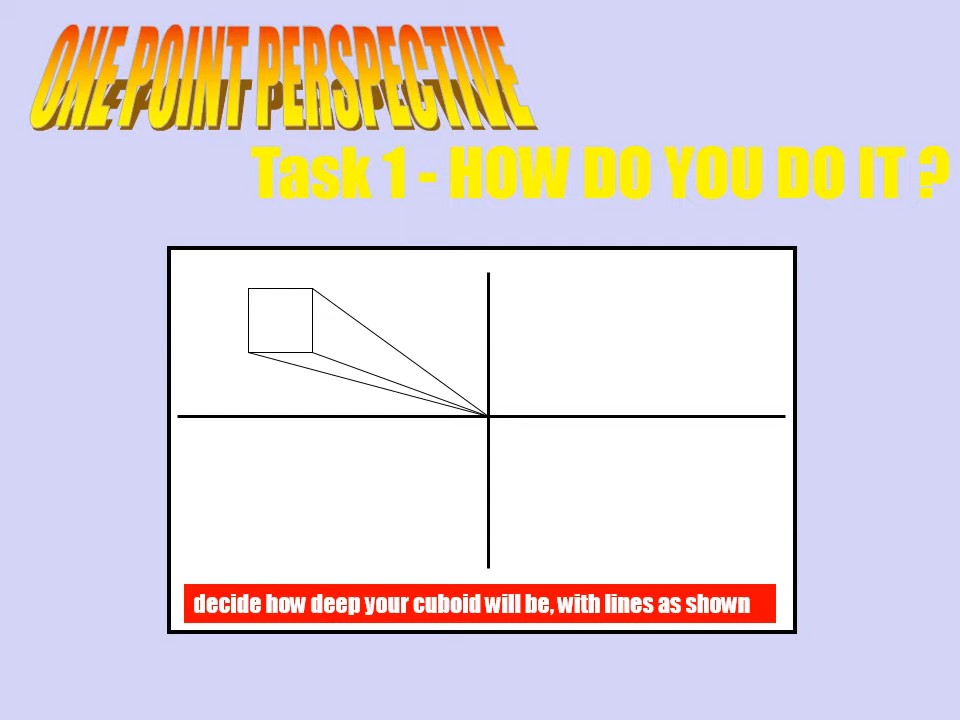 ONE POINT PERSPECTIVE
Task 1 - HOW DO YOU DO IT ?
decide how deep your cuboid will be, with lines as shown